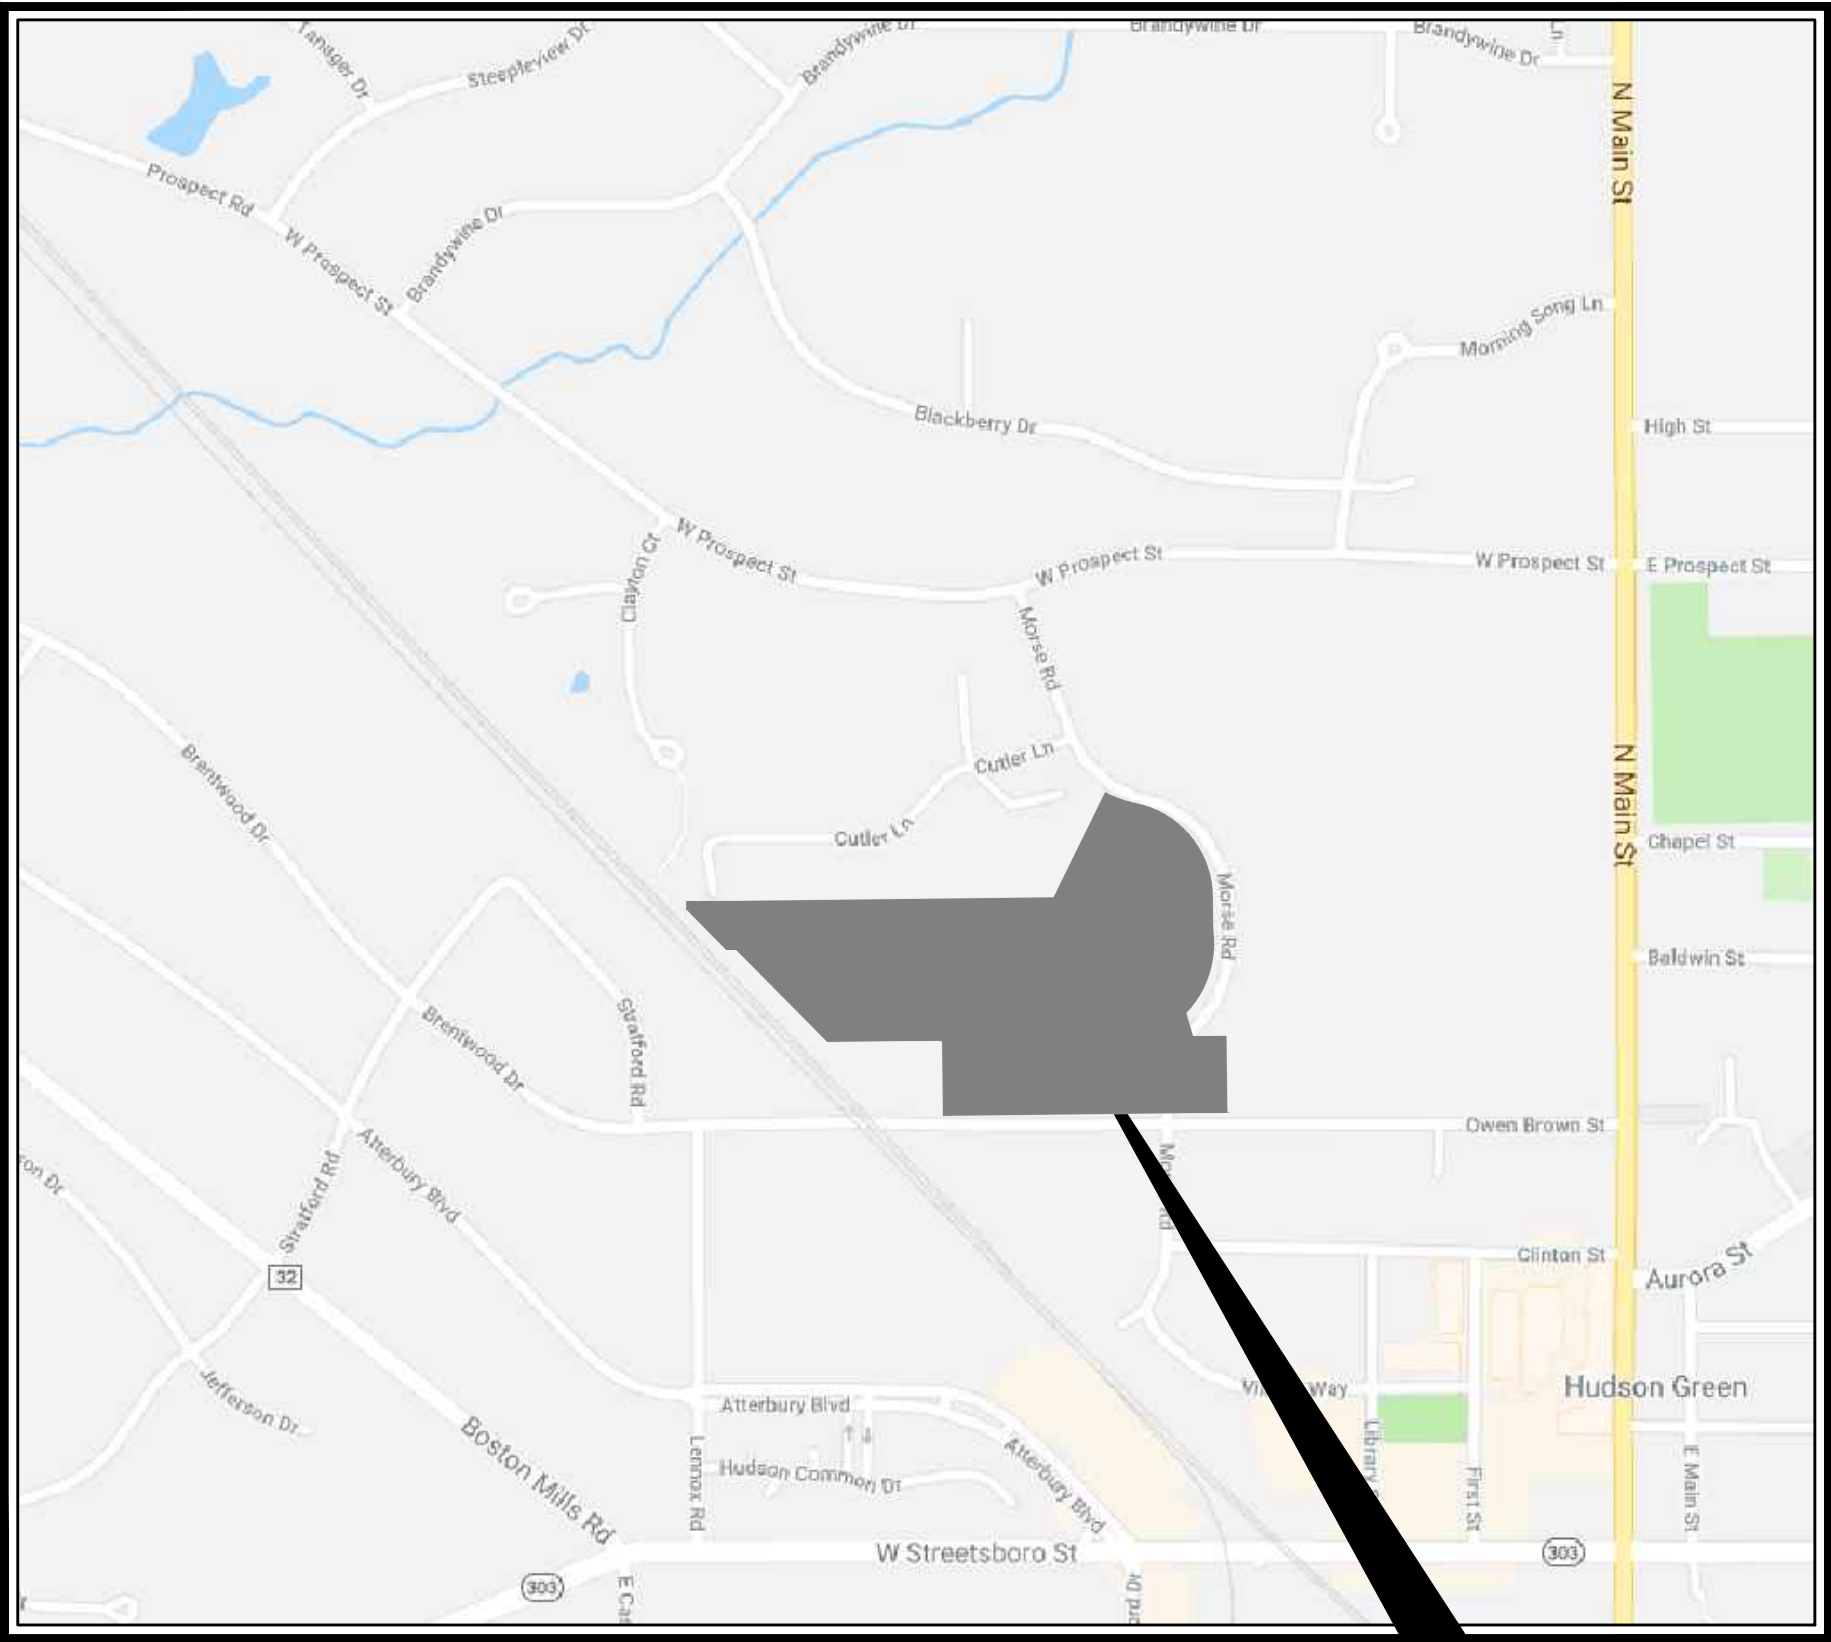 Tanager Dr
Steepleview Dr
Brandywine Dr
Brandywine Dr
Brandywine Dr
Ln
N Main St
Prospect Rd
W Prospect St
Brandywine Dr
Morning Song Ln
Blackberry Dr
High St
W Prospect St
W Prospect St
W Prospect St
E Prospect St
Clayton Ct
Morse Rd
Cutler Ln
Brentwood Dr
Cutler Ln
N Main St
Chapel St
Morse Rd
Baldwin St
Stratford Rd
Brentwood Dr
Owen Brown St
Atterbury Blvd
Stratford Rd
on Dr
Clinton St
Aurora St
32
Jefferson Dr
Atterbury Blvd
Way
Hudson Green
Boston Mills Rd
Lennox Rd
Hudson Common Dr
Atterbury Blvd
Library
First St
E Main St
W Streetsboro St
303
303